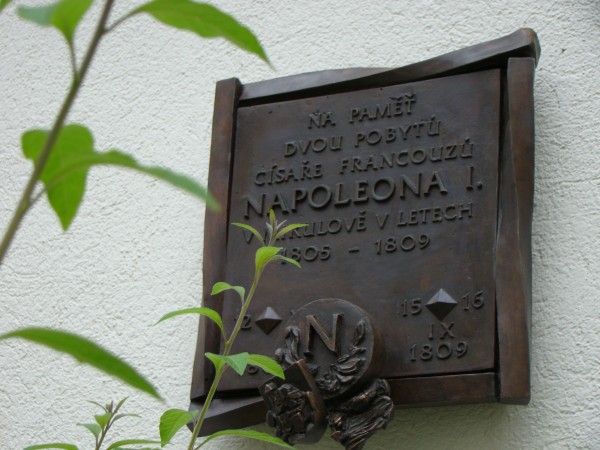 NA PAMĚŤ
DVOU POBYTŮ
CÍSAŘE FRANCOUZŮ
NAPOLEONA I.
V LETECH
1805 - 1809
N
15 16
IX
1809